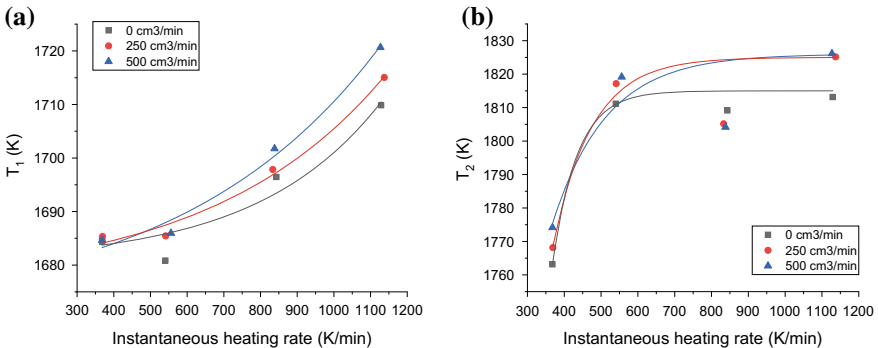 (a)
0 cm3/min
250 cm3/min
500 cm3/min
T1 (K)
1720
1710
1700
1690
1680
300 400 500 600 700 800 900 1000 1100 1200
Instantaneous heating rate (K/min)
(b)
T2 (K)
1830
1820
1810
1800
1790
1780
1770
1760
0 cm3/min
250 cm3/min
500 cm3/min
300 400 500 600 700 800 900 1000 1100 1200
Instantaneous heating rate (K/min)